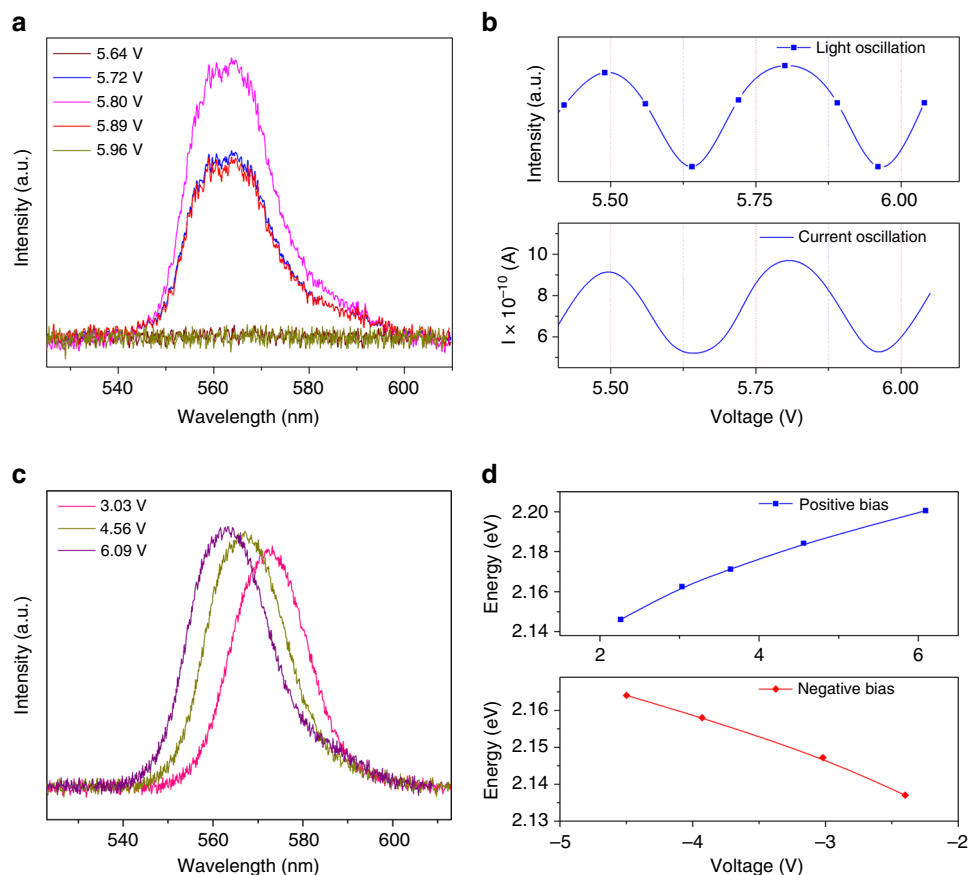 a
5.64 V
5.72 V
5.80 V
5.89 V
5.96 V
Intensity (a.u.)
540 560 580 600
Wavelength (nm)
b
Light oscillation
Intensity (a.u.)
5.50 5.75 6.00
Current oscillation
I × 10⁻¹⁰ (A)
10
8
6
5.50 5.75 6.00
Voltage (V)
c
3.03 V
4.56 V
6.09 V
Intensity (a.u.)
540 560 580 600
Wavelength (nm)
d
Positive bias
Energy (eV)
2.20
2.18
2.16
2.14
2 4 6
Negative bias
Energy (eV)
2.16
2.15
2.14
2.13
–5 –4 –3 –2
Voltage (V)